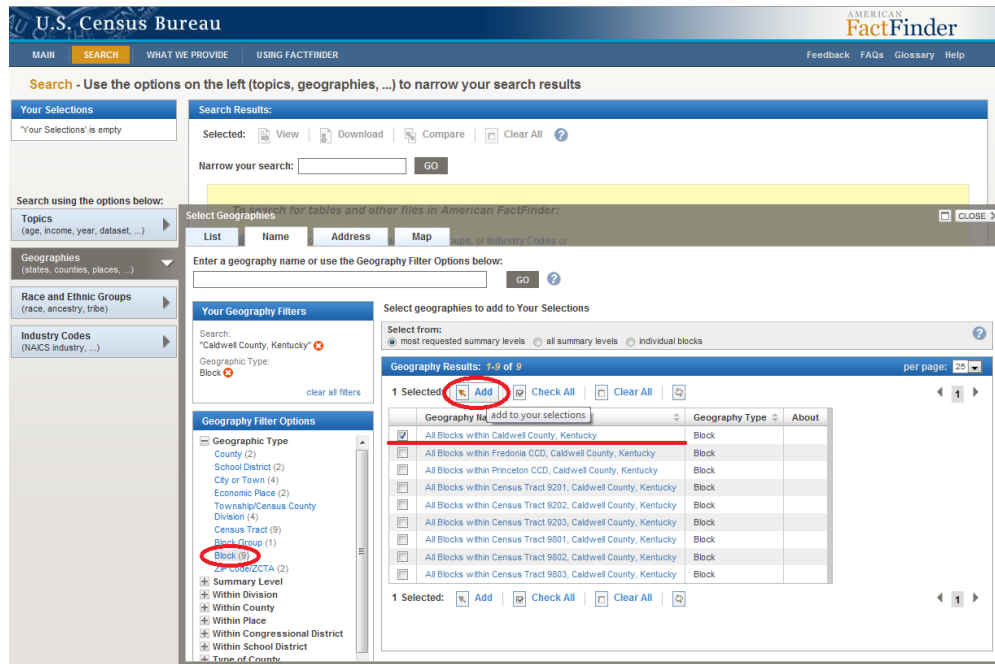 U.S. Census Bureau
AMERICAN
FactFinder
MAIN SEARCH WHAT WE PROVIDE USING FACTFINDER
Feedback FAQs Glossary Help
Search - Use the options on the left (topics, geographies, ...) to narrow your search results
Your Selections
'Your Selections' is empty
Search Results:
Selected: View Download Compare Clear All ?
Narrow your search: GO
Search using the options below:
To search for tables and other files in American FactFinder:
Topics
(age, income, year, dataset, ...)
Geographies
(states, counties, places, ...)
Race and Ethnic Groups
(race, ancestry, tribe)
Industry Codes
(NAICS industry, ...)
Select Geographies
CLOSE X
List Name Address Map
ups, or Industry Codes or
Enter a geography name or use the Geography Filter Options below:
GO ?
Your Geography Filters
Search:
"Caldwell County, Kentucky"
Geographic Type:
Block
clear all filters
Geography Filter Options
Geographic Type
County (2)
School District (2)
City or Town (4)
Economic Place (2)
Township/Census County
Division (4)
Census Tract (9)
Block Group (1)
Block (9)
ZIP Code/ZCTA (2)
Summary Level
Within Division
Within County
Within Place
Within Congressional District
Within School District
Type of County
Select geographies to add to Your Selections
Select from: ?
most requested summary levels all summary levels individual blocks
Geography Results: 1-9 of 9
per page: 25
1 Selected: Add Check All Clear All
1
add to your selections
Geography Na Geography Type About
All Blocks within Caldwell County, Kentucky Block
All Blocks within Fredonia CCD, Caldwell County, Kentucky Block
All Blocks within Princeton CCD, Caldwell County, Kentucky Block
All Blocks within Census Tract 9201, Caldwell County, Kentucky Block
All Blocks within Census Tract 9202, Caldwell County, Kentucky Block
All Blocks within Census Tract 9203, Caldwell County, Kentucky Block
All Blocks within Census Tract 9801, Caldwell County, Kentucky Block
All Blocks within Census Tract 9802, Caldwell County, Kentucky Block
All Blocks within Census Tract 9803, Caldwell County, Kentucky Block
1 Selected: Add Check All Clear All
1